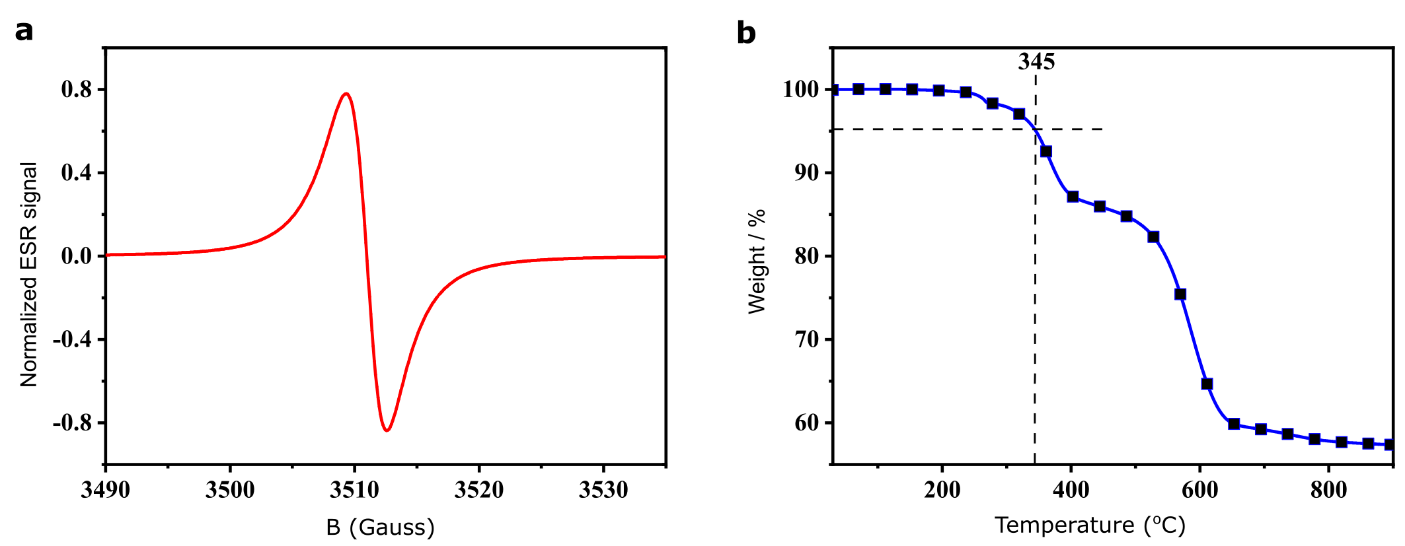 a
0.8
0.4
0.0
-0.4
-0.8
Normalized ESR signal
3490 3500 3510 3520 3530
B (Gauss)
b
345
100
90
80
70
60
Weight / %
200 400 600 800
Temperature (°C)